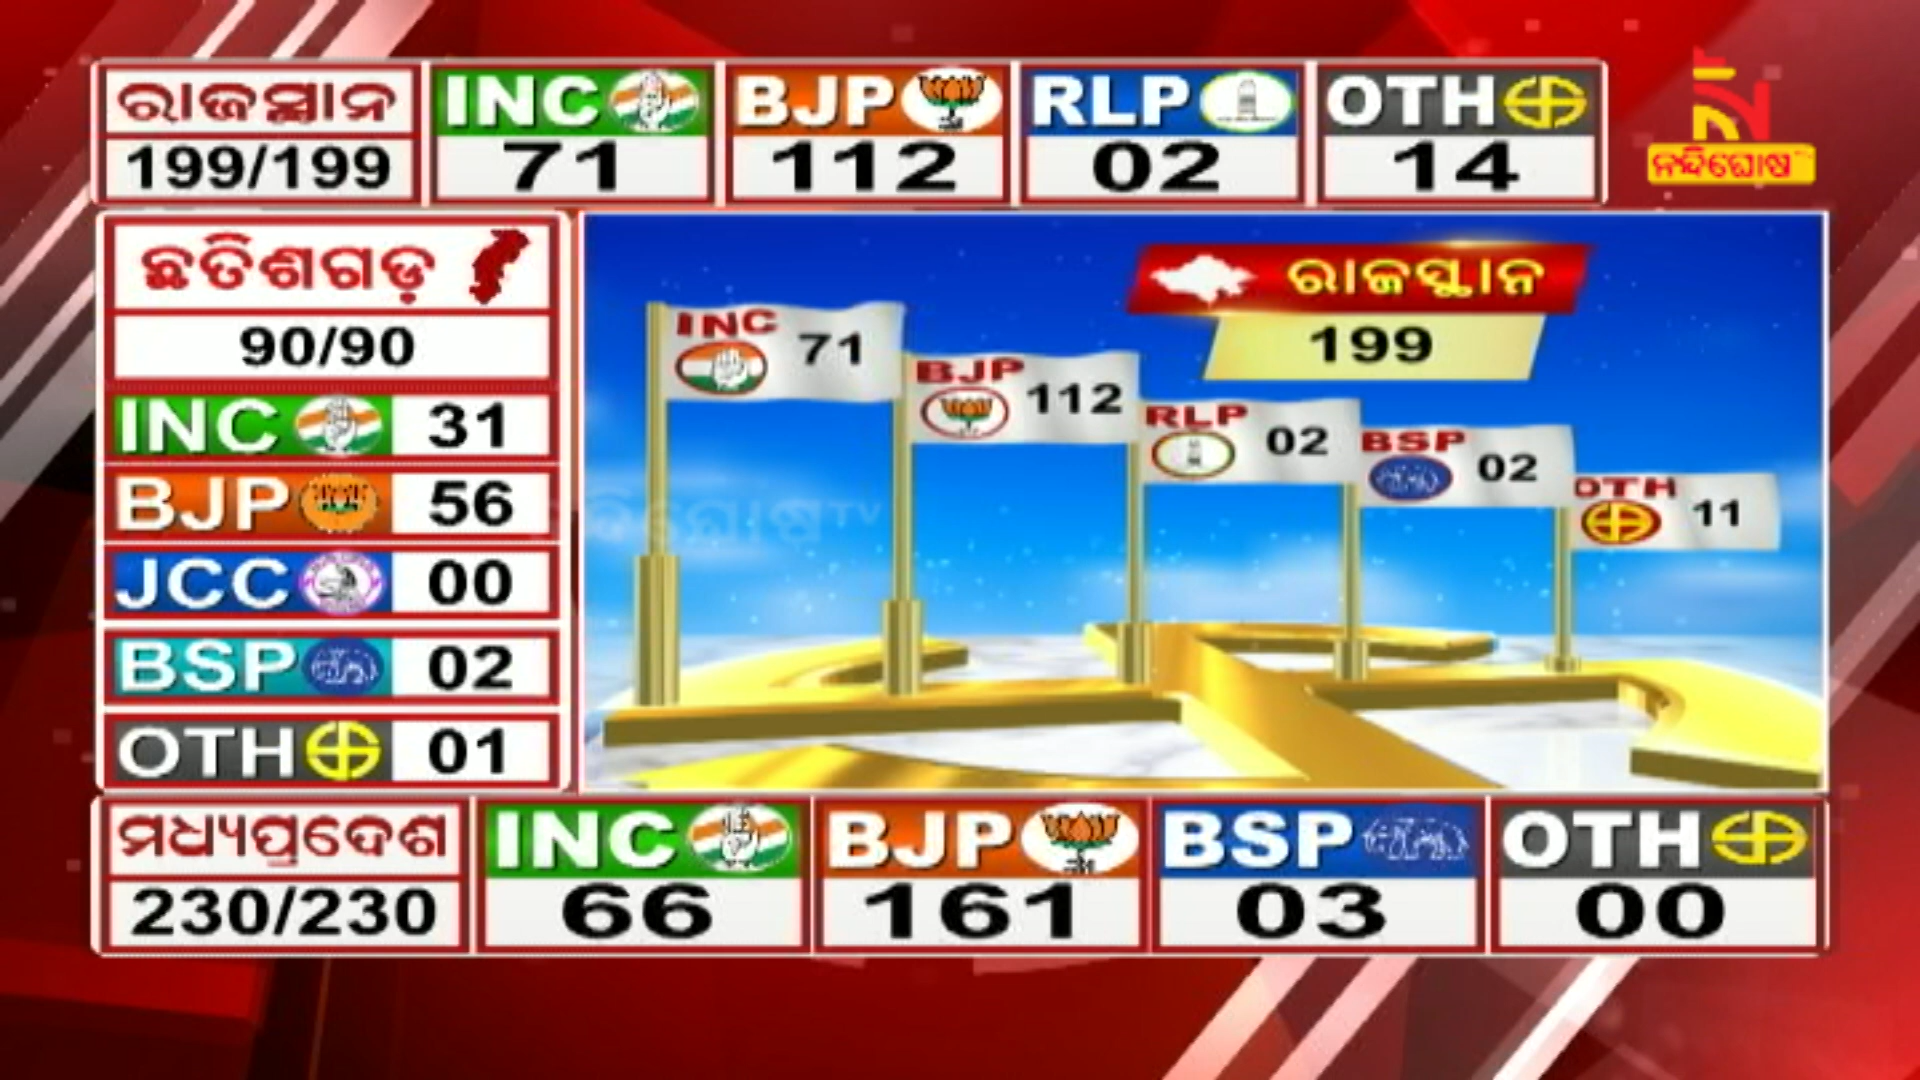 ରାଜସ୍ଥାନ
199/199
INC
71
BJP
112
RLP
02
OTH
14
ନନ୍ଦିଘୋଷ
ଛତିଶଗଡ଼
90/90
INC 31
BJP 56
JCC 00
BSP 02
OTH 01
ରାଜସ୍ଥାନ
199
INC 71
BJP 112
RLP 02
BSP 02
OTH 11
ନନ୍ଦିଘୋଷ TV
ମଧ୍ୟପ୍ରଦେଶ
230/230
INC
66
BJP
161
BSP
03
OTH
00